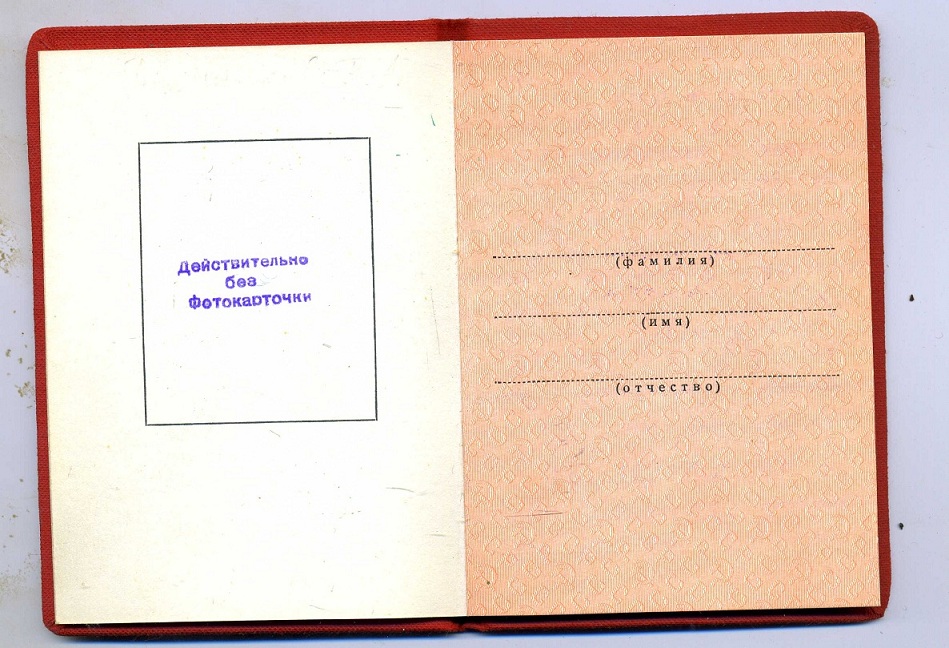 Действительно
без
Фотокарточки
(фамилия)
(имя)
(отчество)